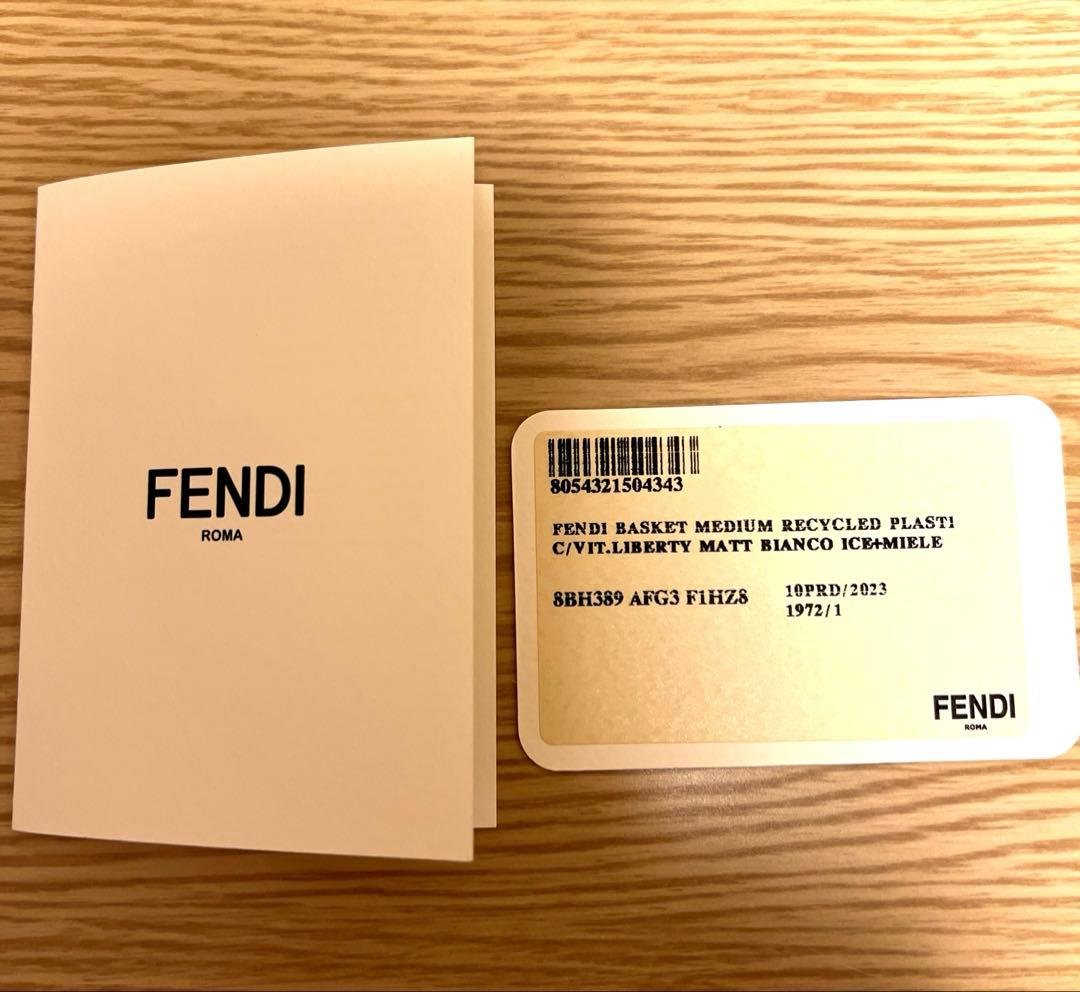 FENDI
ROMA
8054321504343
FENDI BASKET MEDIUM RECYCLED PLASTI
C/VIT.LIBERTY MATT BIANCO ICE+MIELE
8BH389 AFG3 F1HZ8
10PRD/2023
1972/1
FENDI
ROMA